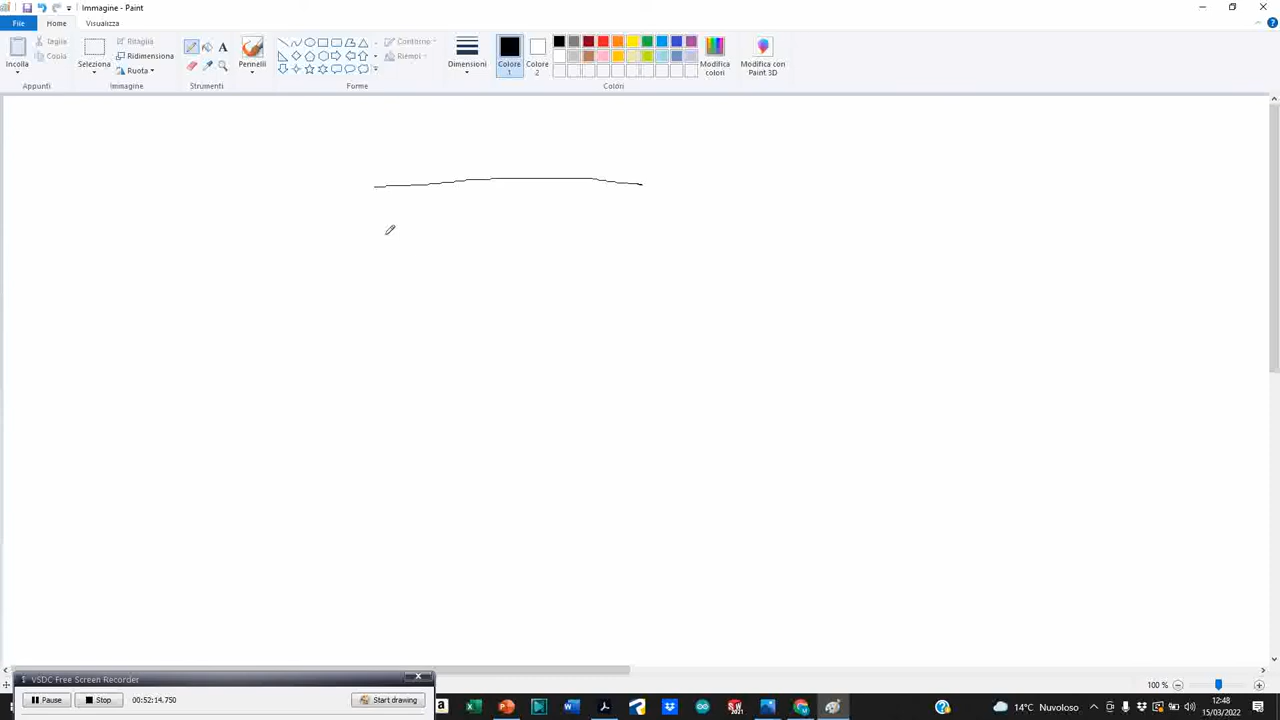 Immagine - Paint
File Home Visualizza
Incolla
Taglia
Copia
Appunti
Seleziona
Ritaglia
Ridimensiona
Ruota
Immagine
A
Strumenti
Pennelli
Contorno
Riempi
Forme
Dimensioni
Colore
1
Colore
2
Modifica
colori
Colori
Modifica con
Paint 3D
VSDC Free Screen Recorder
Pause Stop 00:52:14.750 Start drawing
100 %
14°C Nuvoloso
12:48
15/03/2022